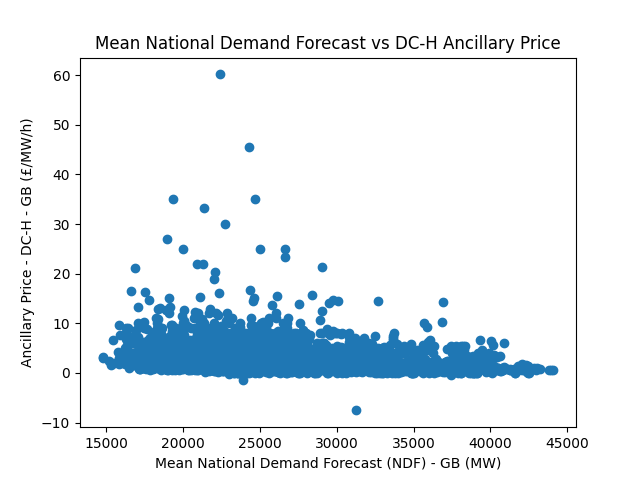 Mean National Demand Forecast vs DC-H Ancillary Price
60
50
40
30
20
10
0
−10
Ancillary Price - DC-H - GB (£/MW/h)
15000 20000 25000 30000 35000 40000 45000
Mean National Demand Forecast (NDF) - GB (MW)